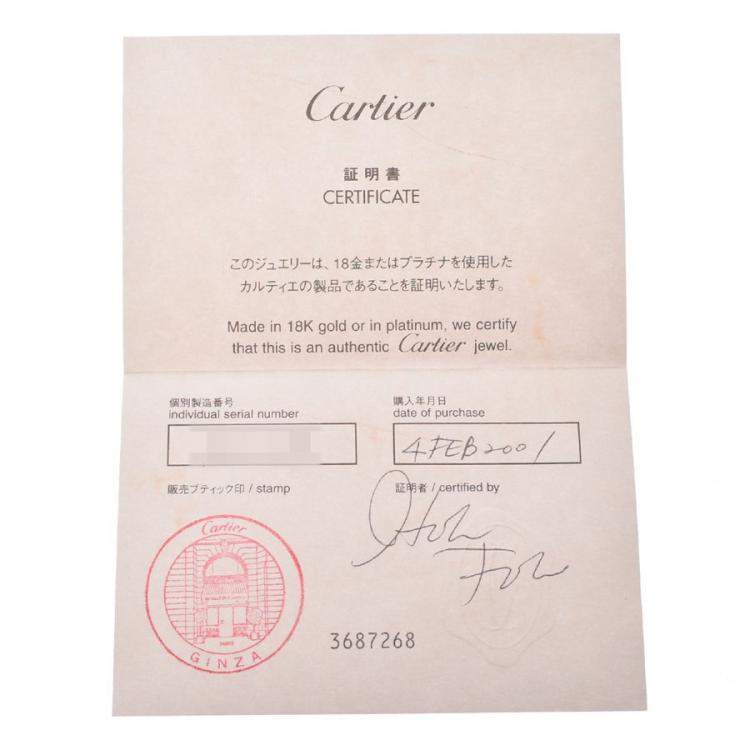 Cartier
証明書
CERTIFICATE
このジュエリーは、18金またはプラチナを使用した
カルティエの製品であることを証明いたします。
Made in 18K gold or in platinum, we certify
that this is an authentic Cartier jewel.
個別製造番号
individual serial number
購入年月日
date of purchase
4 FEB 2001
販売ブティック印 / stamp
証明者 / certified by
Cartier
PARIS
GINZA
3687268